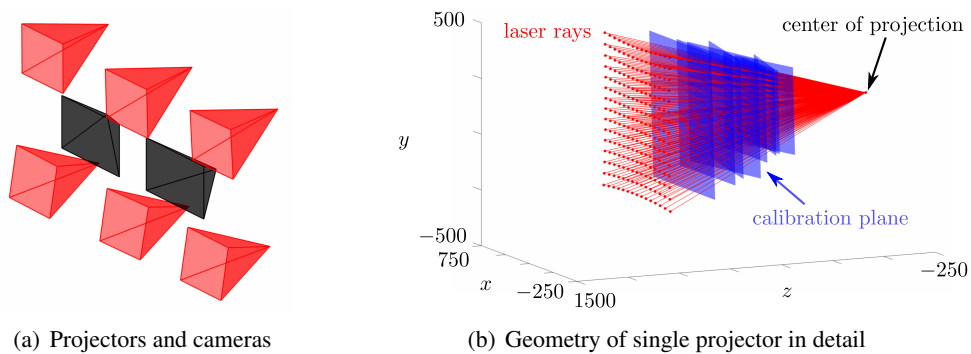 500
laser rays
center of projection
y
calibration plane
−500
750
x
−250
1500
z
−250
(a) Projectors and cameras
(b) Geometry of single projector in detail